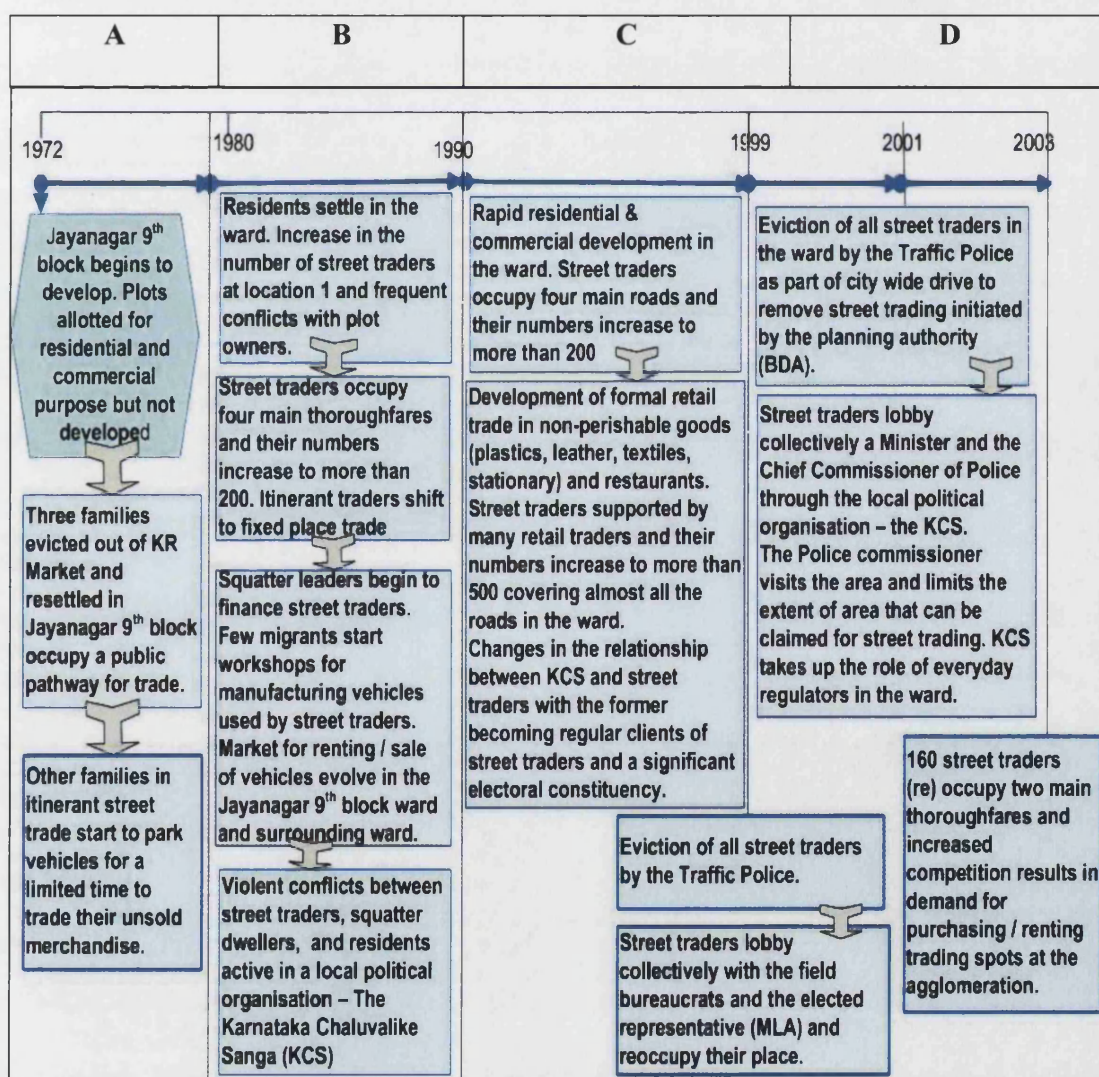 A
B
C
D
1972
1980
1990
1999
2001
2003
Jayanagar 9th
block begins to
develop. Plots
allotted for
residential and
commercial
purpose but not
developed
Three families
evicted out of KR
Market and
resettled in
Jayanagar 9th block
occupy a public
pathway for trade.
Other families in
itinerant street
trade start to park
vehicles for a
limited time to
trade their unsold
merchandise.
Residents settle in the
ward. Increase in the
number of street traders
at location 1 and frequent
conflicts with plot
owners.
Street traders occupy
four main thoroughfares
and their numbers
increase to more than
200. Itinerant traders shift
to fixed place trade
Squatter leaders begin to
finance street traders.
Few migrants start
workshops for
manufacturing vehicles
used by street traders.
Market for renting / sale
of vehicles evolve in the
Jayanagar 9th block ward
and surrounding ward.
Violent conflicts between
street traders, squatter
dwellers, and residents
active in a local political
organisation – The
Karnataka Chaluvalike
Sanga (KCS)
Rapid residential &
commercial development in
the ward. Street traders
occupy four main roads and
their numbers increase to
more than 200
Development of formal retail
trade in non-perishable goods
(plastics, leather, textiles,
stationary) and restaurants.
Street traders supported by
many retail traders and their
numbers increase to more than
500 covering almost all the
roads in the ward.
Changes in the relationship
between KCS and street
traders with the former
becoming regular clients of
street traders and a significant
electoral constituency.
Eviction of all street traders
by the Traffic Police.
Street traders lobby
collectively with the field
bureaucrats and the elected
representative (MLA) and
reoccupy their place.
Eviction of all street traders in
the ward by the Traffic Police
as part of city wide drive to
remove street trading initiated
by the planning authority
(BDA).
Street traders lobby
collectively a Minister and the
Chief Commissioner of Police
through the local political
organisation – the KCS.
The Police commissioner
visits the area and limits the
extent of area that can be
claimed for street trading. KCS
takes up the role of everyday
regulators in the ward.
160 street traders
(re) occupy two main
thoroughfares and
increased
competition results in
demand for
purchasing / renting
trading spots at the
agglomeration.